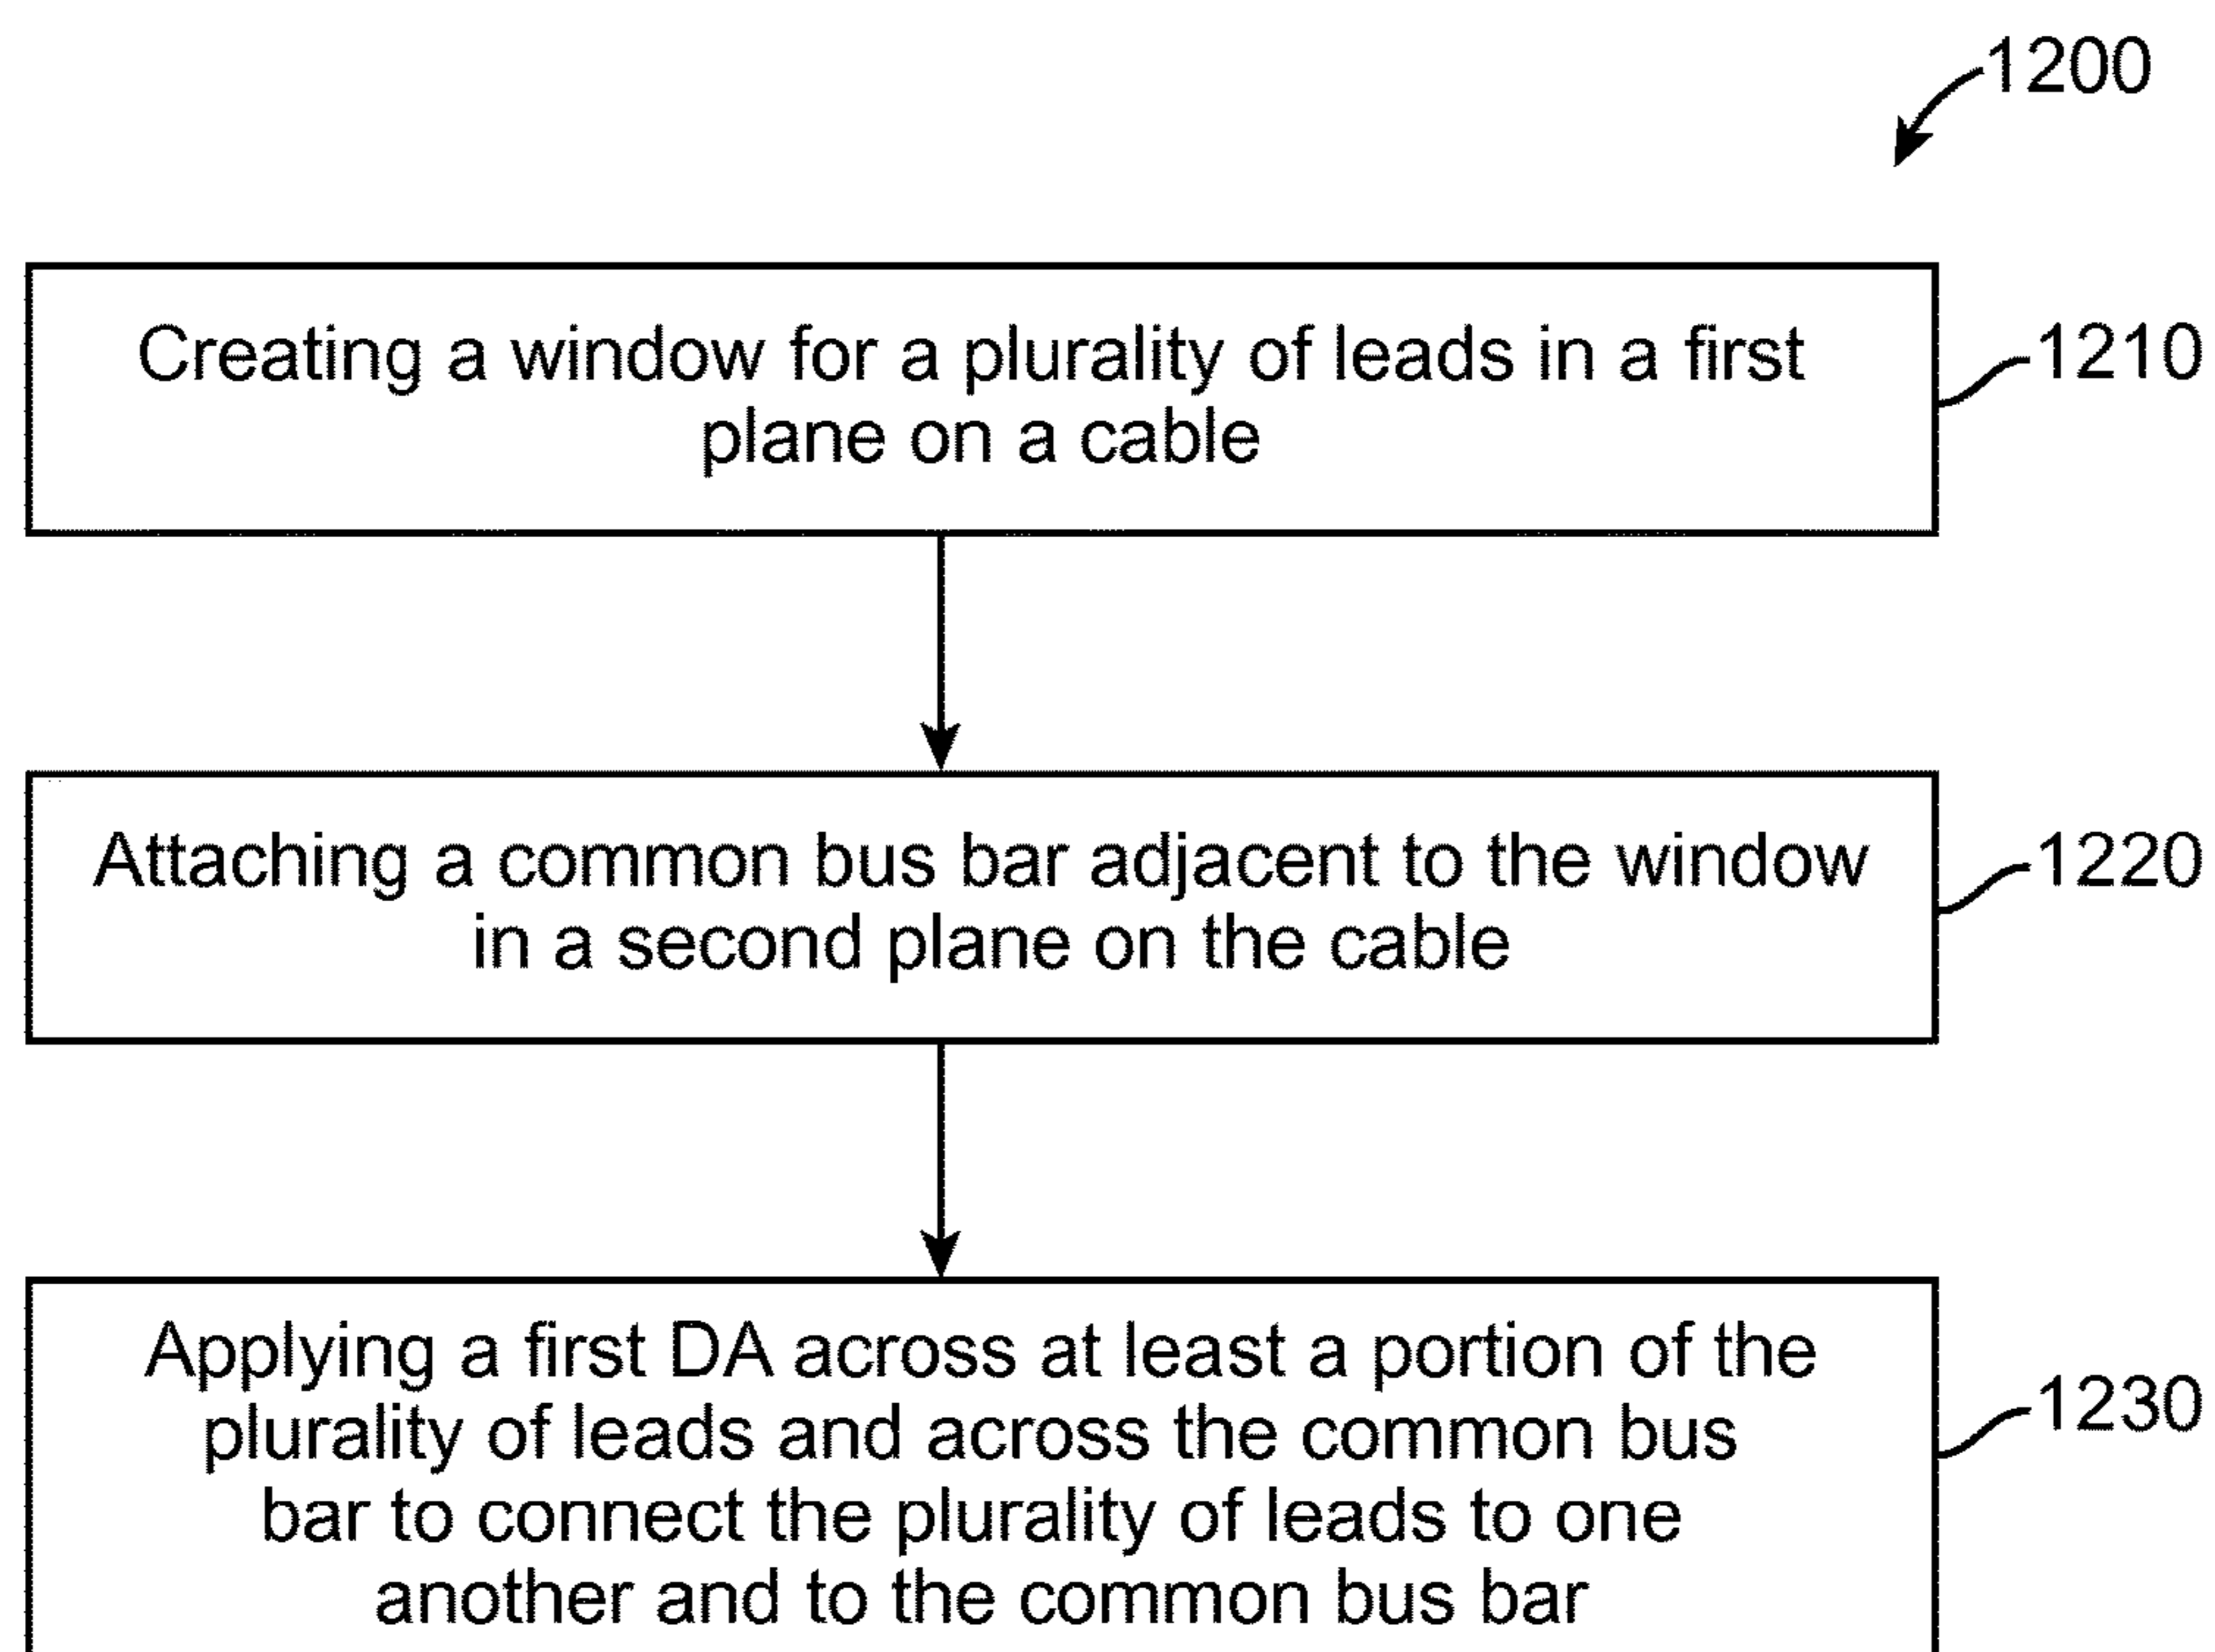 1200
Creating a window for a plurality of leads in a first
plane on a cable
1210
Attaching a common bus bar adjacent to the window
in a second plane on the cable
1220
Applying a first DA across at least a portion of the
plurality of leads and across the common bus
bar to connect the plurality of leads to one
another and to the common bus bar
1230